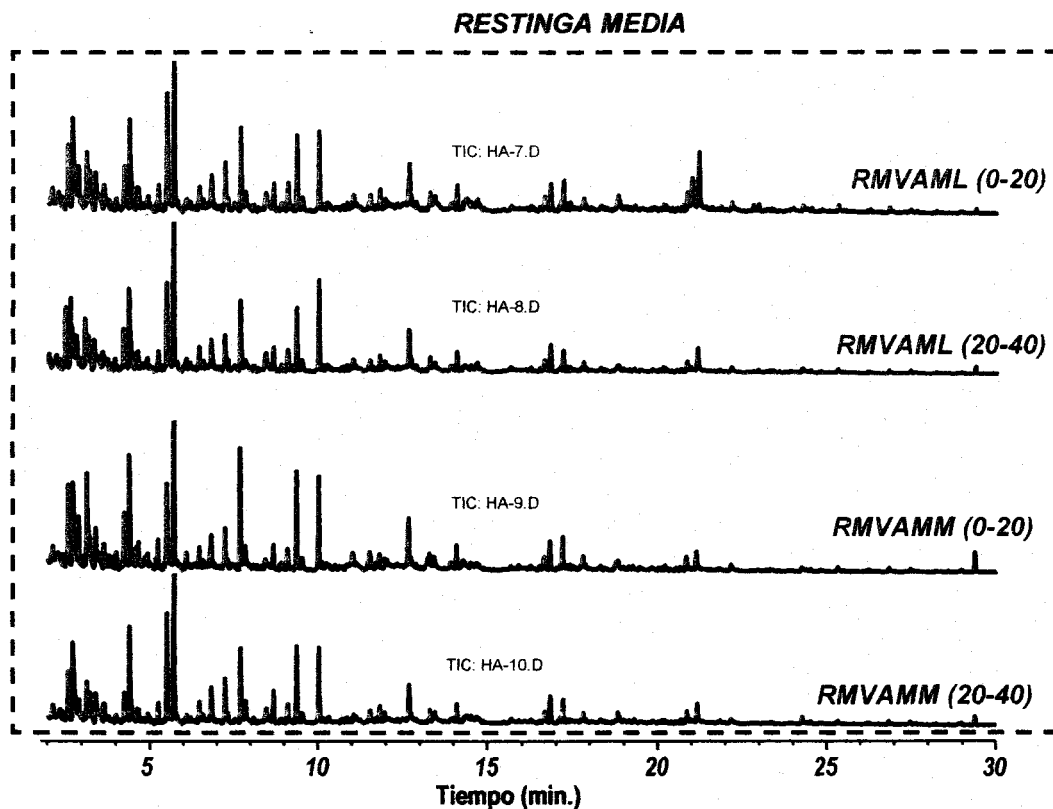 RESTINGA MEDIA
TIC: HA-7.D
RMVAML (0-20)
TIC: HA-8.D
RMVAML (20-40)
TIC: HA-9.D
RMVAMM (0-20)
TIC: HA-10.D
RMVAMM (20-40)
5 10 15 20 25 30
Tiempo (min.)